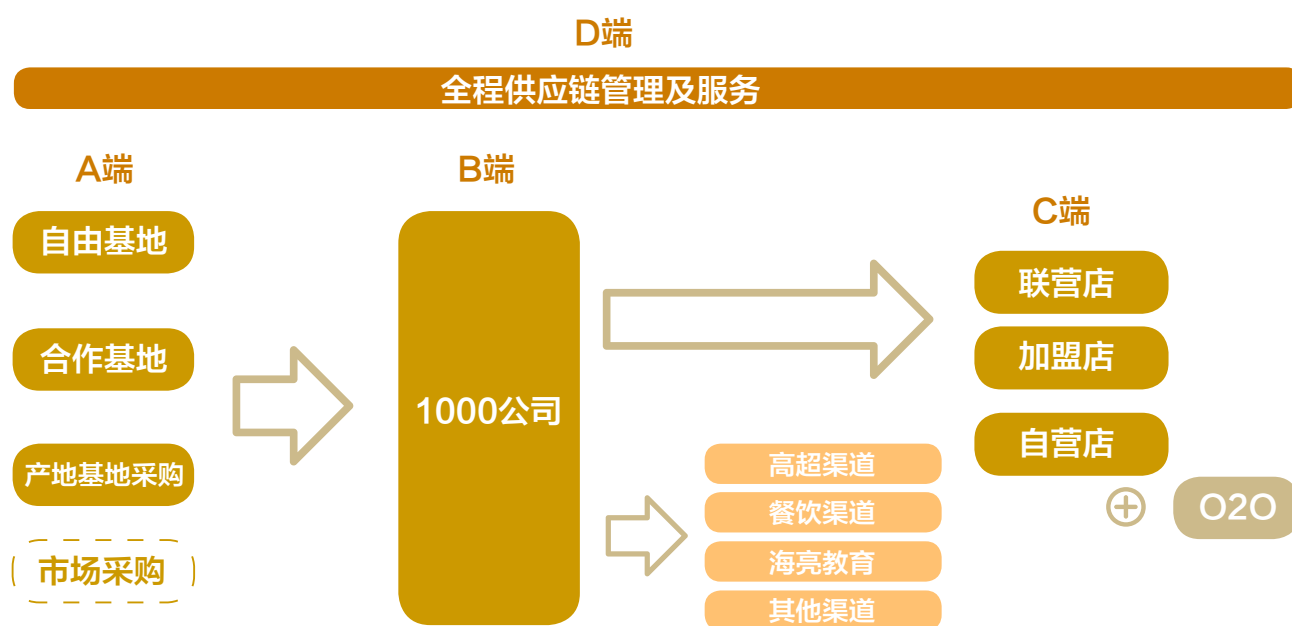 D端
全程供应链管理及服务
A端
B端
C端
自由基地
合作基地
产地基地采购
市场采购
1000公司
联营店
加盟店
自营店
O2O
高超渠道
餐饮渠道
海亮教育
其他渠道